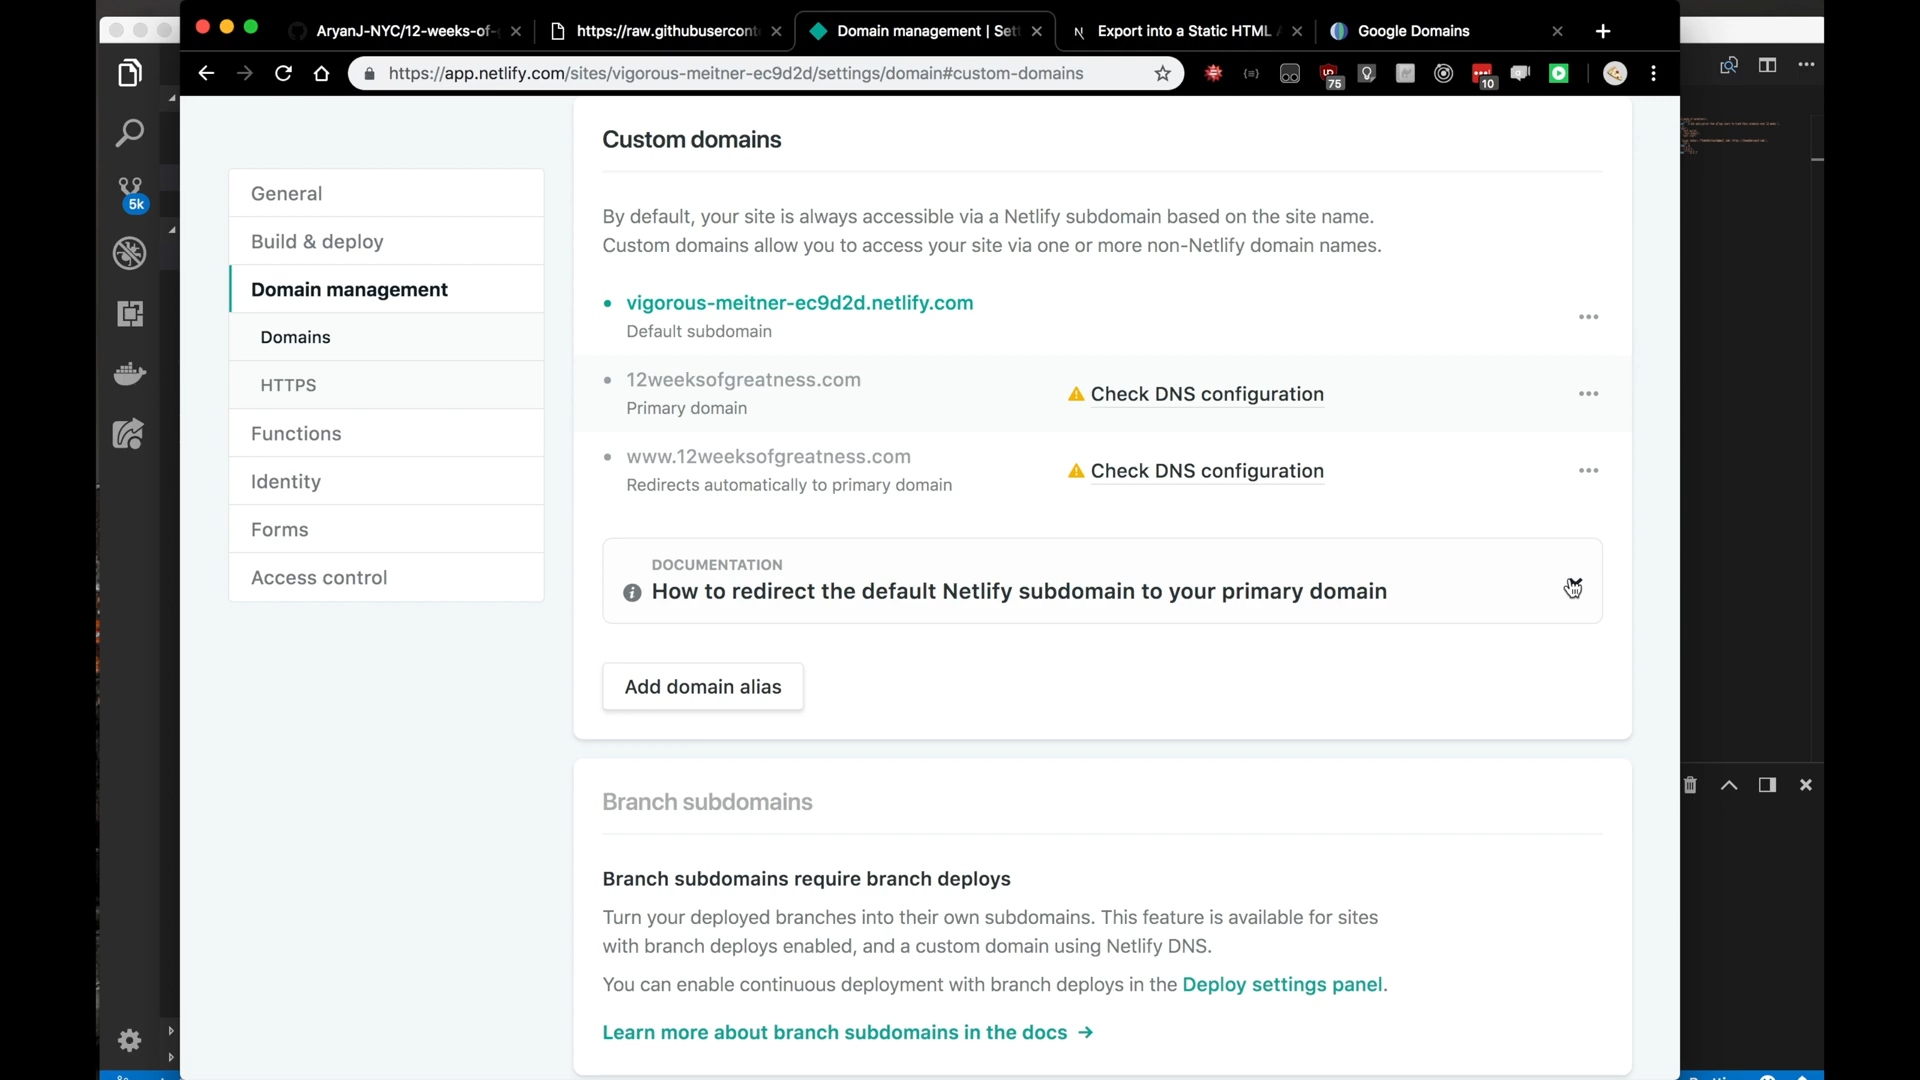 AryanJ-NYC/12-weeks-of-
https://raw.githubusercont
Domain management | Sett
Export into a Static HTML
Google Domains
https://app.netlify.com/sites/vigorous-meitner-ec9d2d/settings/domain#custom-domains
75
10
5k
Custom domains
General
Build & deploy
Domain management
Domains
HTTPS
Functions
Identity
Forms
Access control
By default, your site is always accessible via a Netlify subdomain based on the site name.
Custom domains allow you to access your site via one or more non-Netlify domain names.
vigorous-meitner-ec9d2d.netlify.com
Default subdomain
12weeksofgreatness.com
Check DNS configuration
Primary domain
www.12weeksofgreatness.com
Check DNS configuration
Redirects automatically to primary domain
DOCUMENTATION
How to redirect the default Netlify subdomain to your primary domain
Add domain alias
Branch subdomains
Branch subdomains require branch deploys
Turn your deployed branches into their own subdomains. This feature is available for sites
with branch deploys enabled, and a custom domain using Netlify DNS.
You can enable continuous deployment with branch deploys in the Deploy settings panel.
Learn more about branch subdomains in the docs →